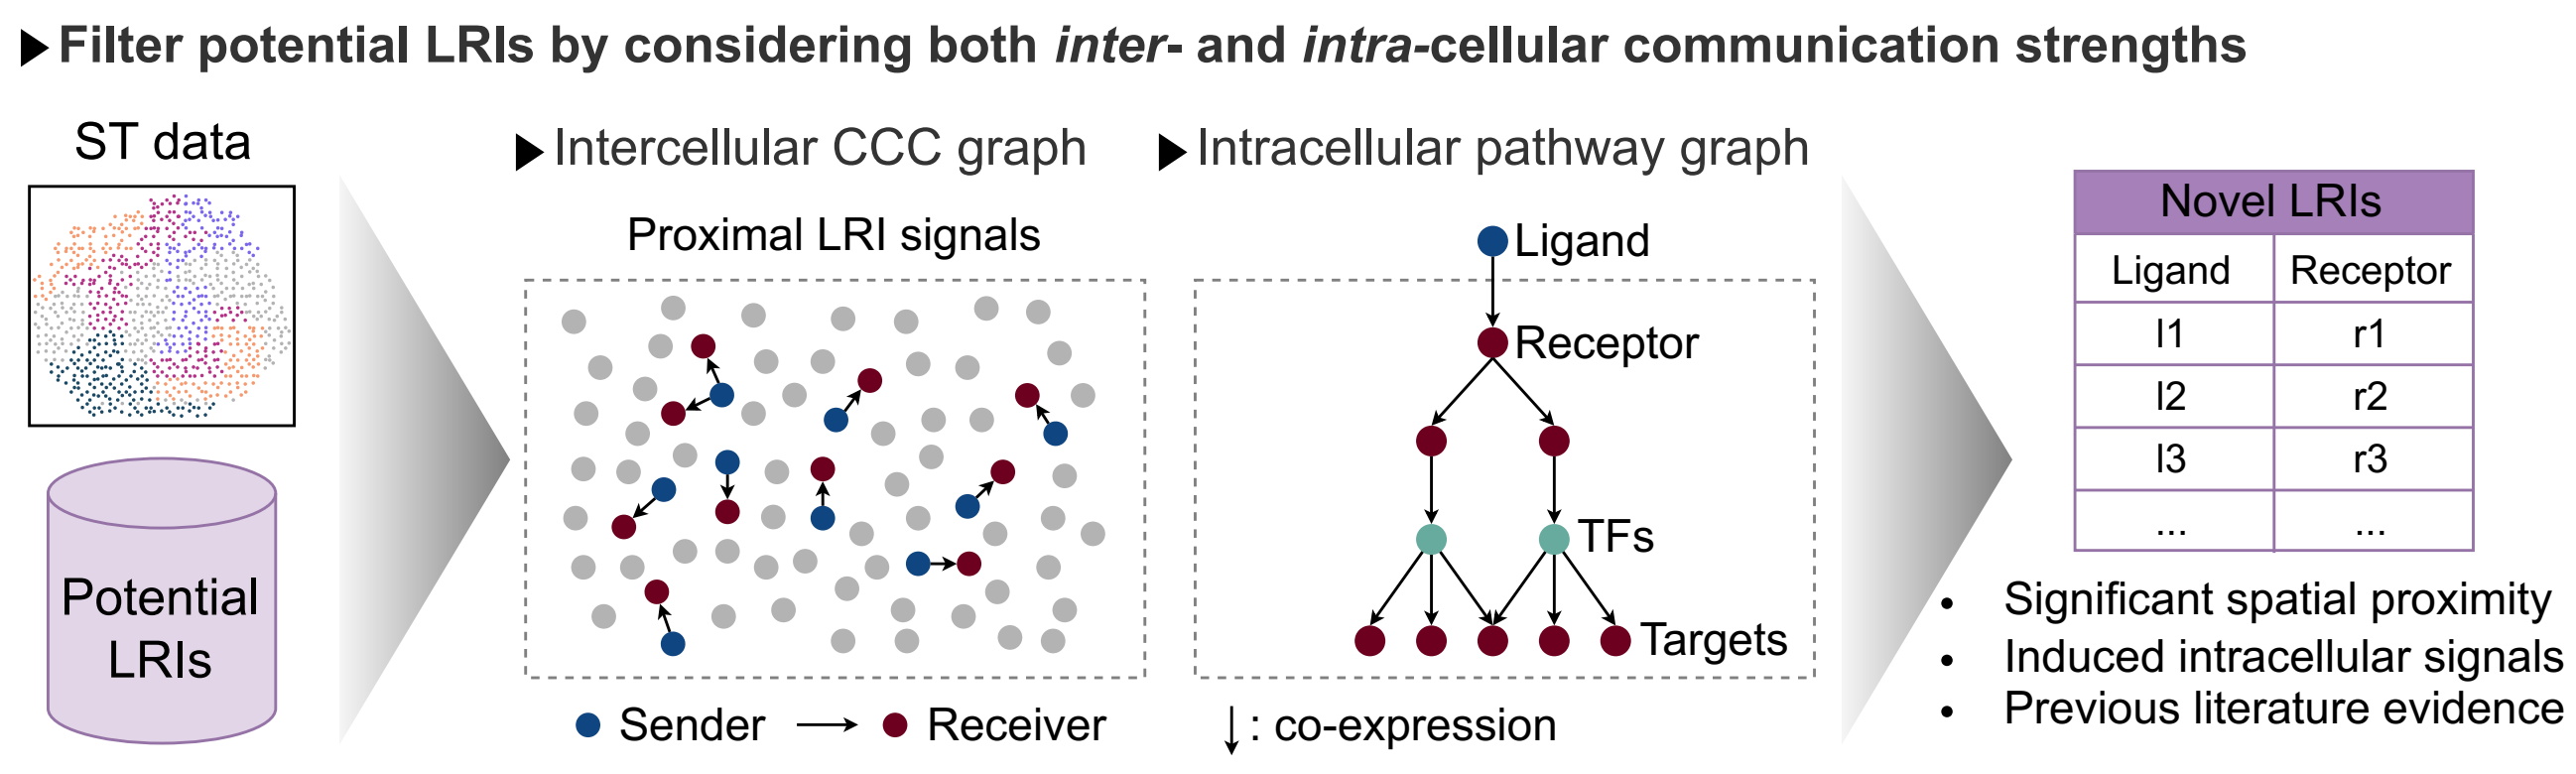 Filter potential LRIs by considering both inter- and intra-cellular communication strengths
ST data
Potential
LRIs
Intercellular CCC graph
Proximal LRI signals
Sender
Receiver
Intracellular pathway graph
Ligand
Receptor
TFs
Targets
: co-expression
Novel LRIs
Ligand Receptor
l1 r1
l2 r2
l3 r3
... ...
• Significant spatial proximity
• Induced intracellular signals
• Previous literature evidence